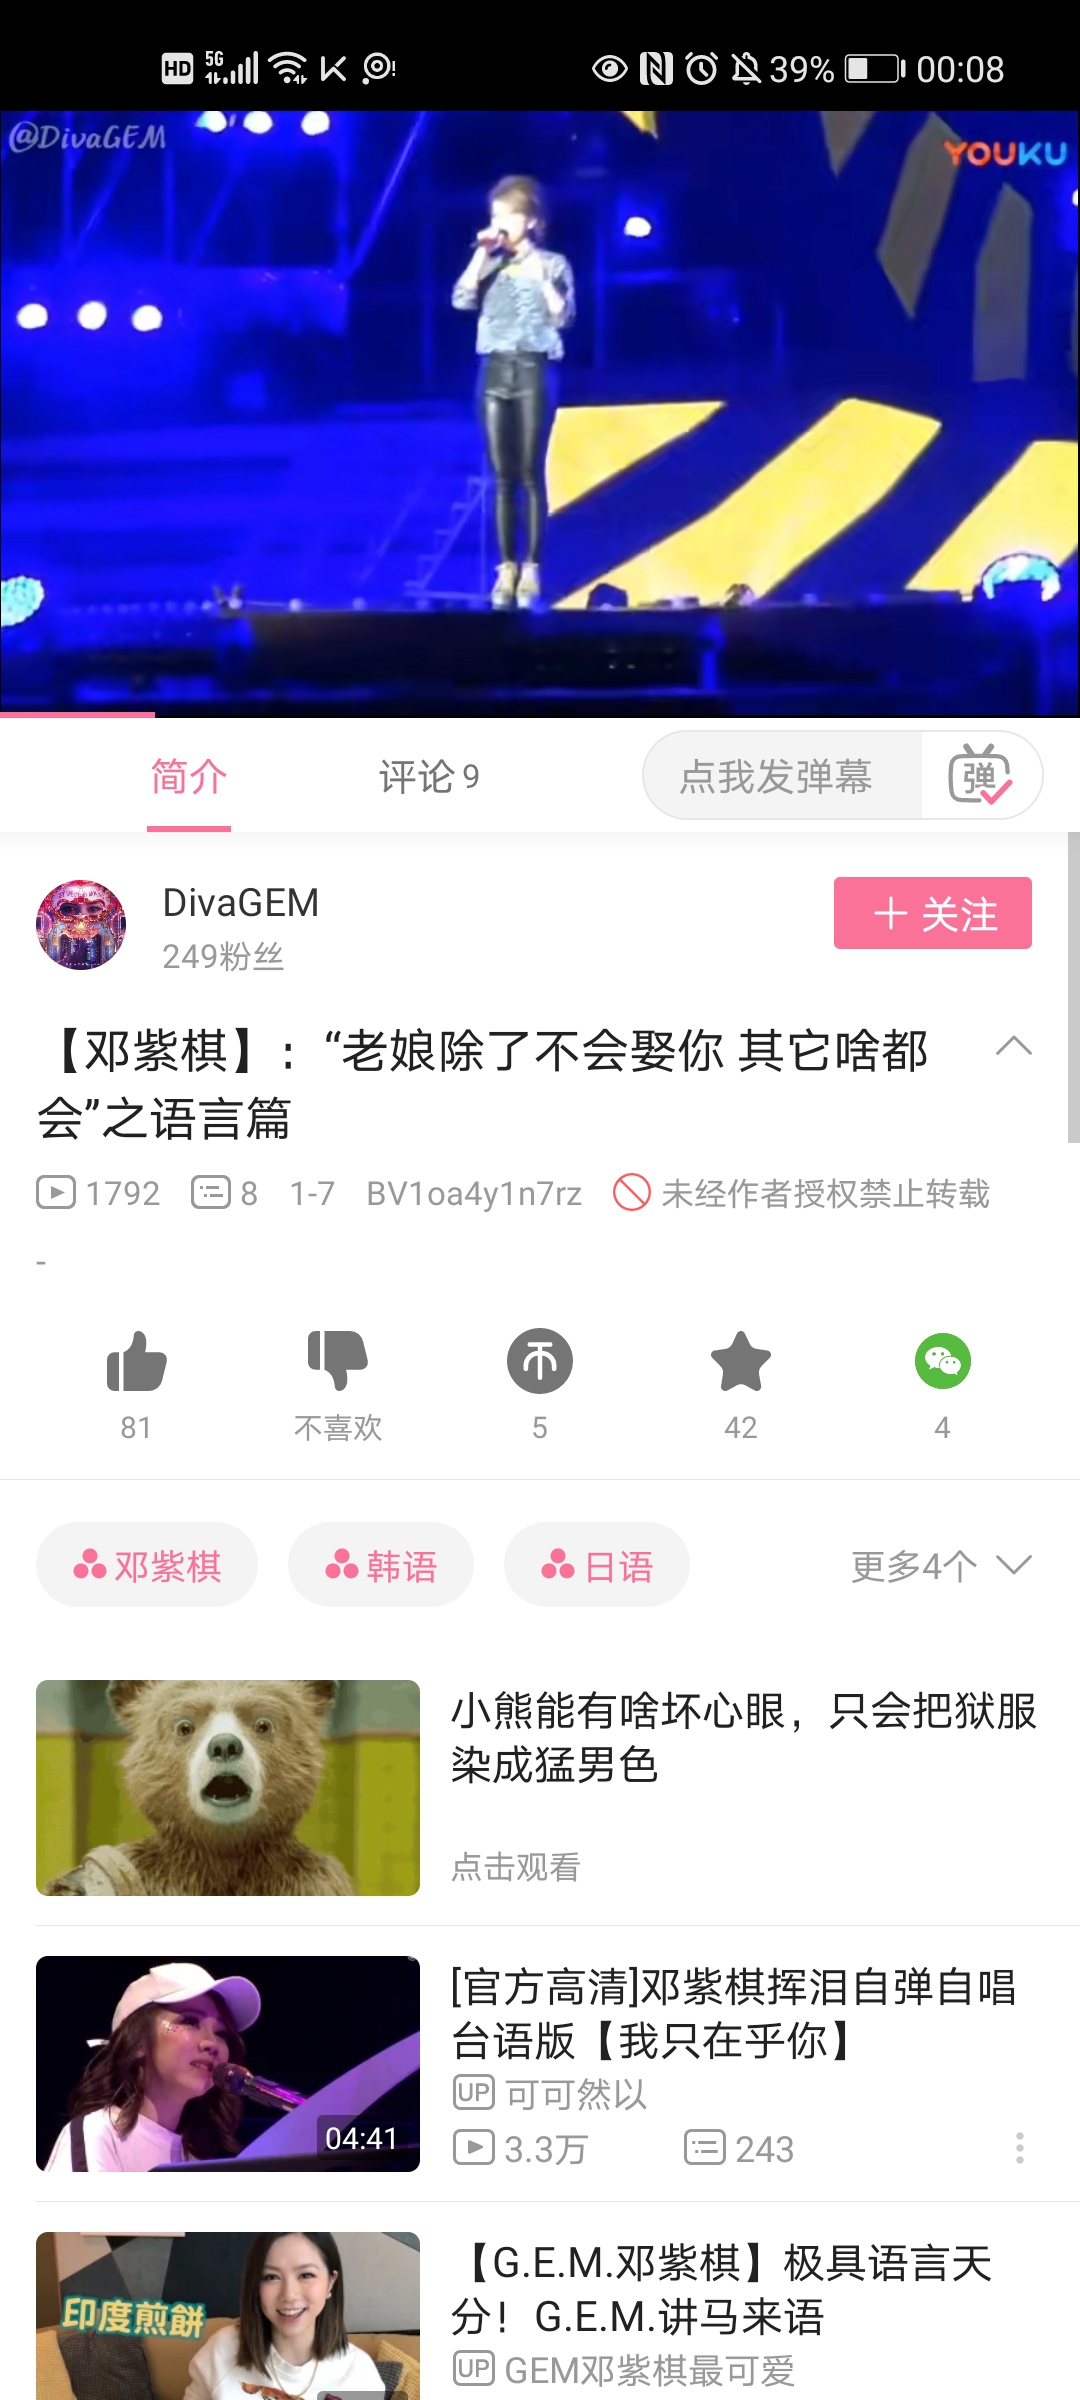 HD 5G 39% 00:08
@DivaGEM
YOUKU
简介
评论 9
点我发弹幕
弹
DivaGEM
249粉丝
关注
【邓紫棋】：“老娘除了不会娶你 其它啥都
会”之语言篇
1792 8 1-7 BV1oa4y1n7rz 未经作者授权禁止转载
-
81 不喜欢 5 42 4
邓紫棋 韩语 日语 更多4个
小熊能有啥坏心眼，只会把狱服
染成猛男色
点击观看
[官方高清]邓紫棋挥泪自弹自唱
台语版【我只在乎你】
UP 可可然以
3.3万 243
04:41
【G.E.M.邓紫棋】极具语言天
分！G.E.M.讲马来语
UP GEM邓紫棋最可爱
印度煎餅